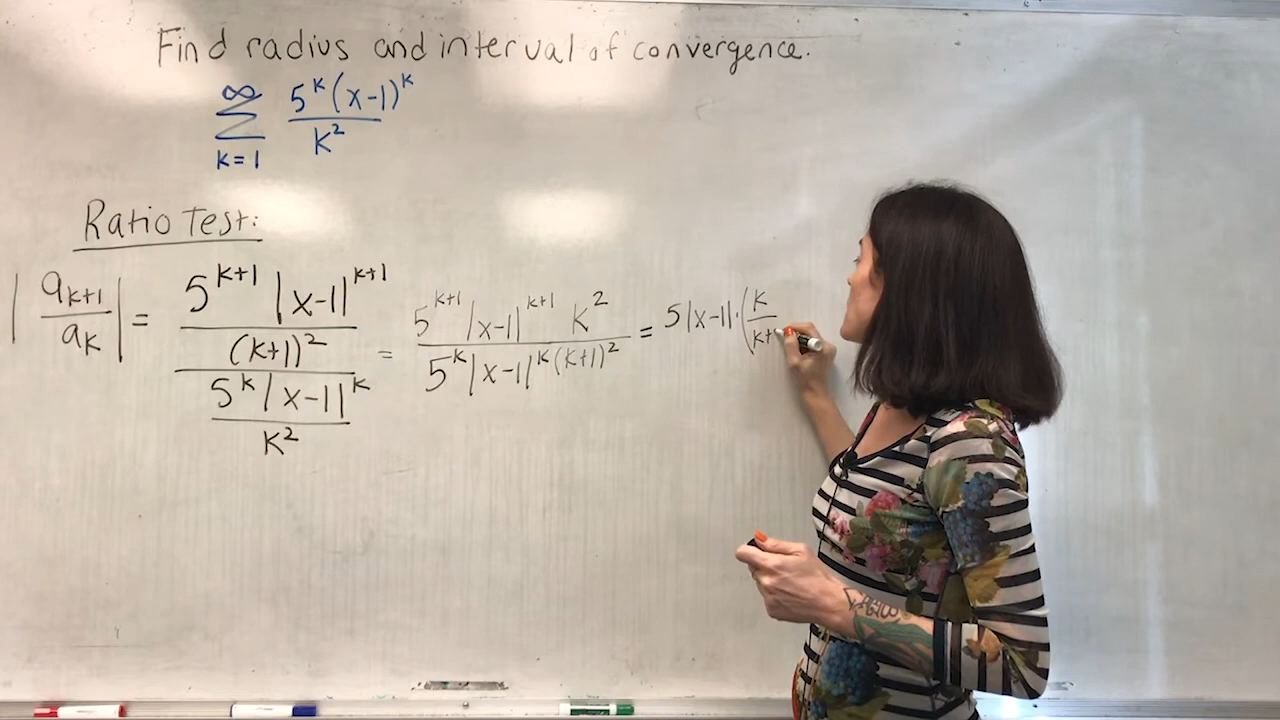 Find radius and interval of convergence.
∞
∑ 5^k (x-1)^k / k^2
k=1
Ratio Test:
|a_{k+1} / a_k| = (5^{k+1} |x-1|^{k+1} / (k+1)^2) / (5^k |x-1|^k / k^2) = 5^{k+1} |x-1|^{k+1} k^2 / 5^k |x-1|^k (k+1)^2 = 5|x-1|·(k / k+